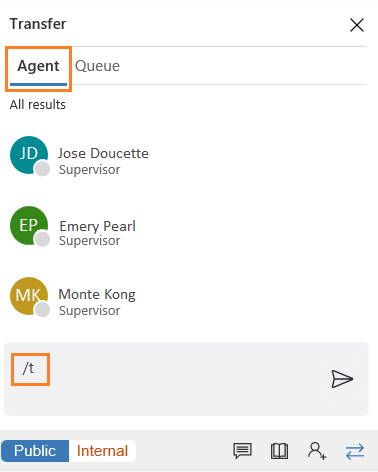 Transfer
Agent Queue
All results
JD Jose Doucette
Supervisor
EP Emery Pearl
Supervisor
MK Monte Kong
Supervisor
/t
Public Internal